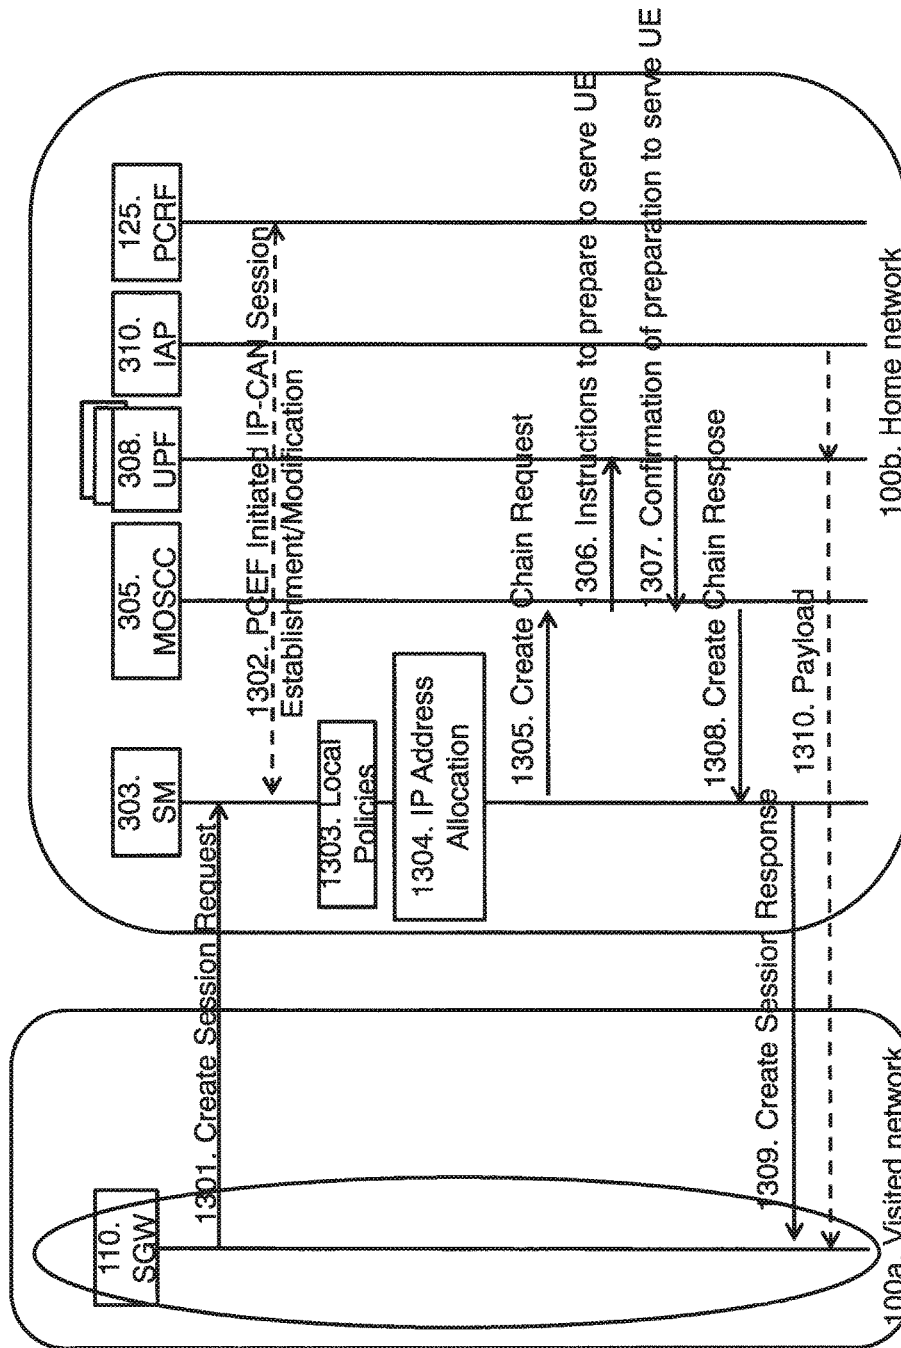 110.
SGW
303.
SM
305.
MOSCC
308.
UPF
310.
IAP
125.
PCRF
1301. Create Session Request
1302. PCEF Initiated IP-CAN Session
Establishment/Modification
1303. Local
Policies
1304. IP Address
Allocation
1305. Create Chain Request
1306. Instructions to prepare to serve UE
1307. Confirmation of preparation to serve UE
1308. Create Chain Respose
1309. Create Session Response
1310. Payload
100a. Visited network
100b. Home network